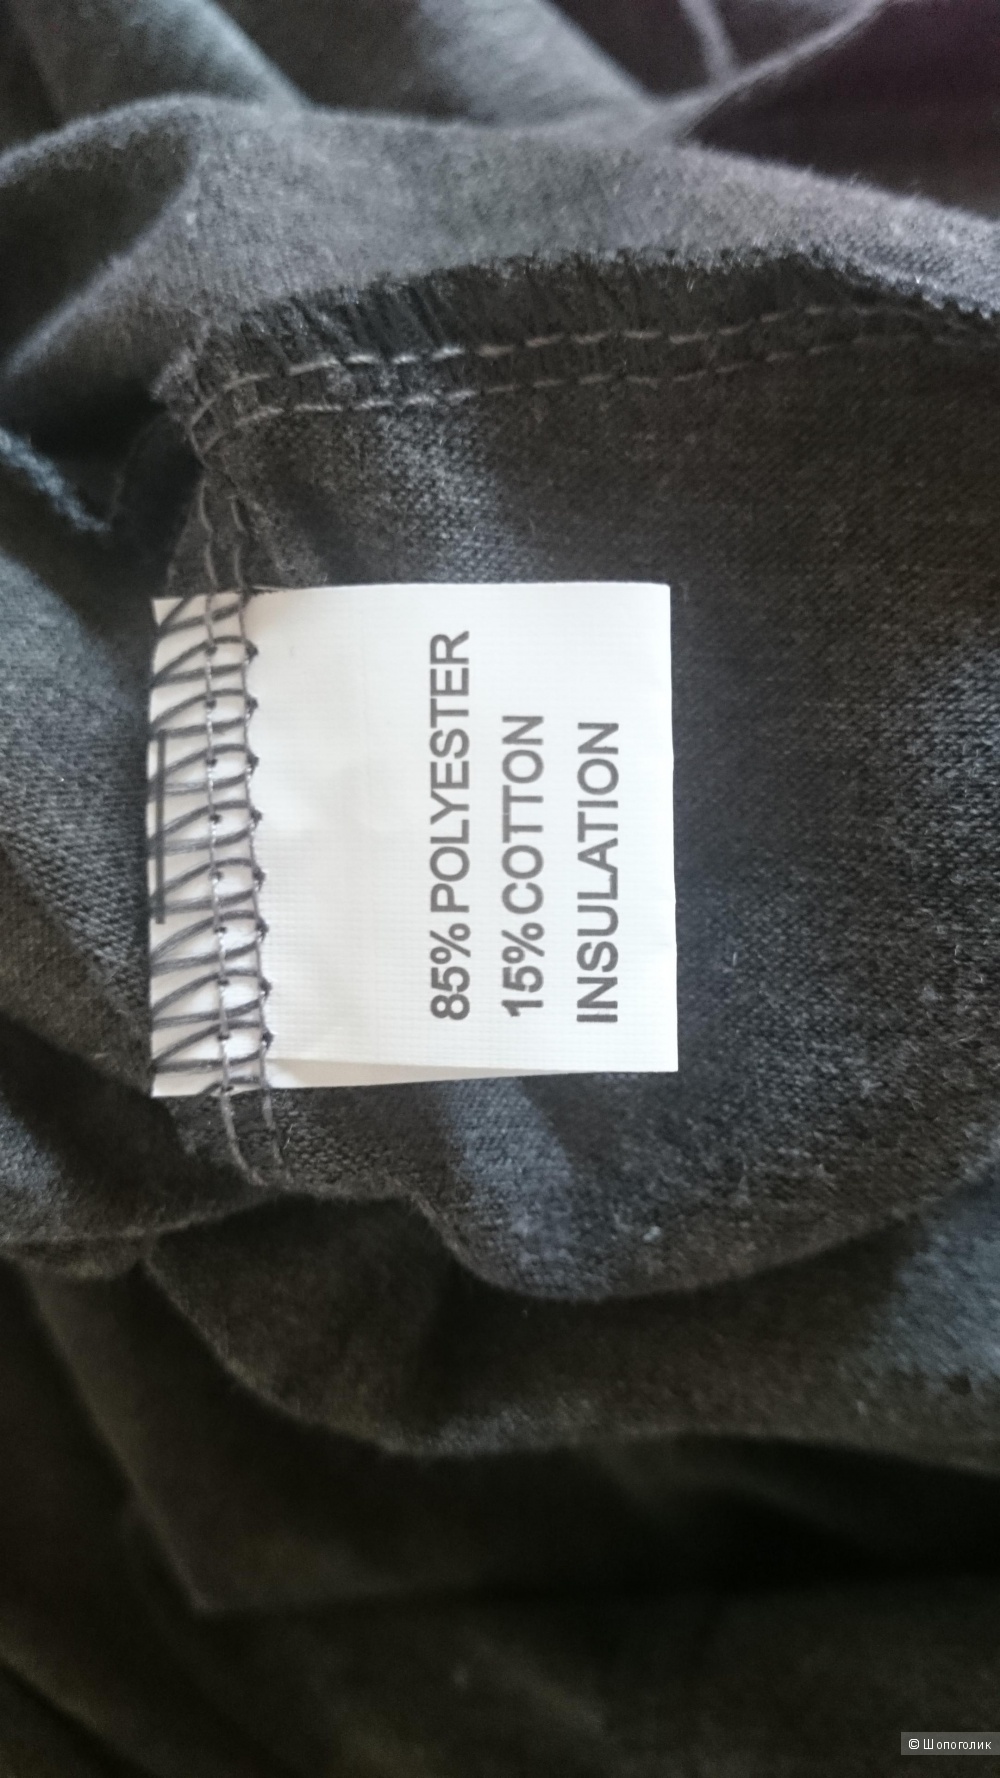 85% POLYESTER
15% COTTON
INSULATION
© Шопоголик